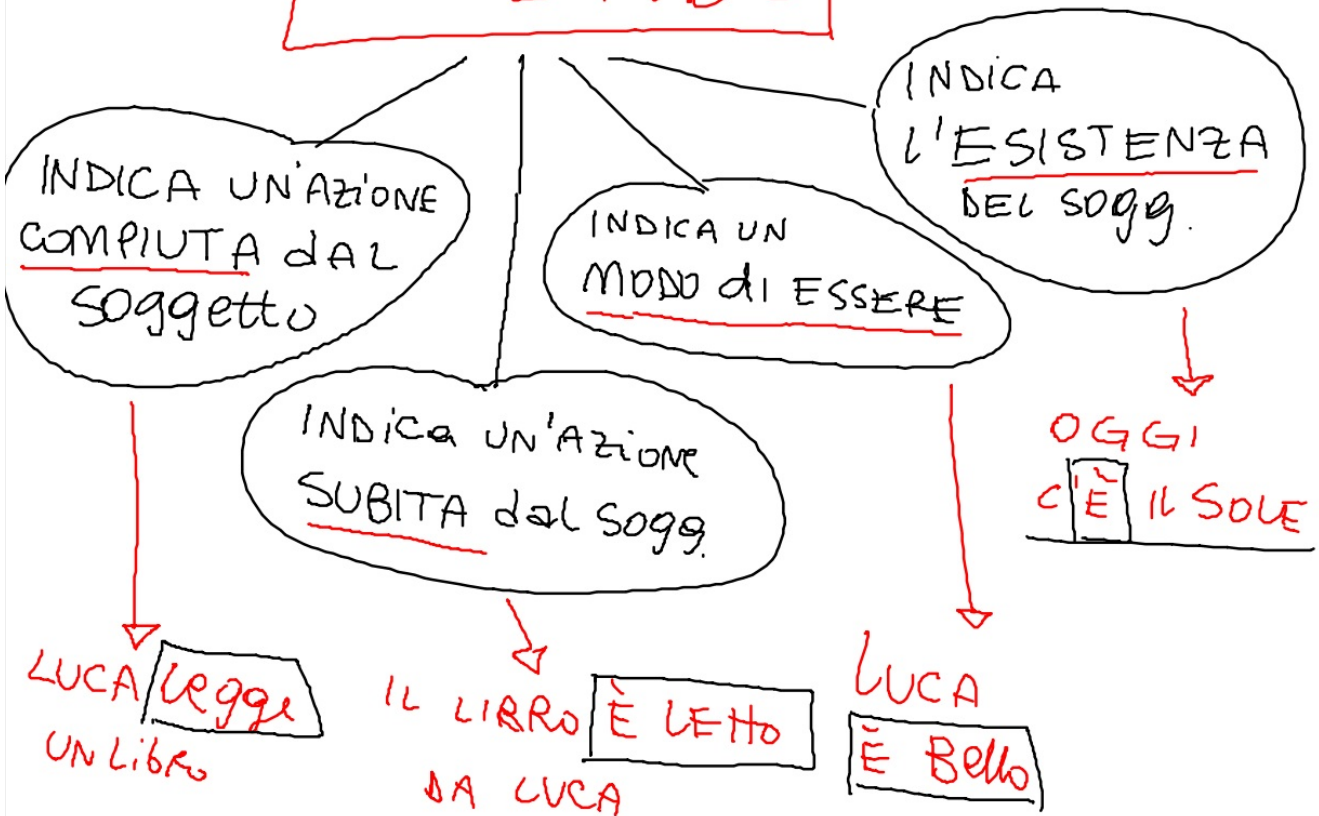 INDICA UN'AZIONE
COMPIUTA dAL
soggetto
LUCA legge
UN LIBRO
INDICA UN'AZIONE
SUBITA dal sogg.
IL LIBRO È LETTO
DA LUCA
INDICA UN
MODO dI ESSERE
LUCA
È Bello
INDICA
l'ESISTENZA
DEL sogg.
OGGI
C'È IL SOLE